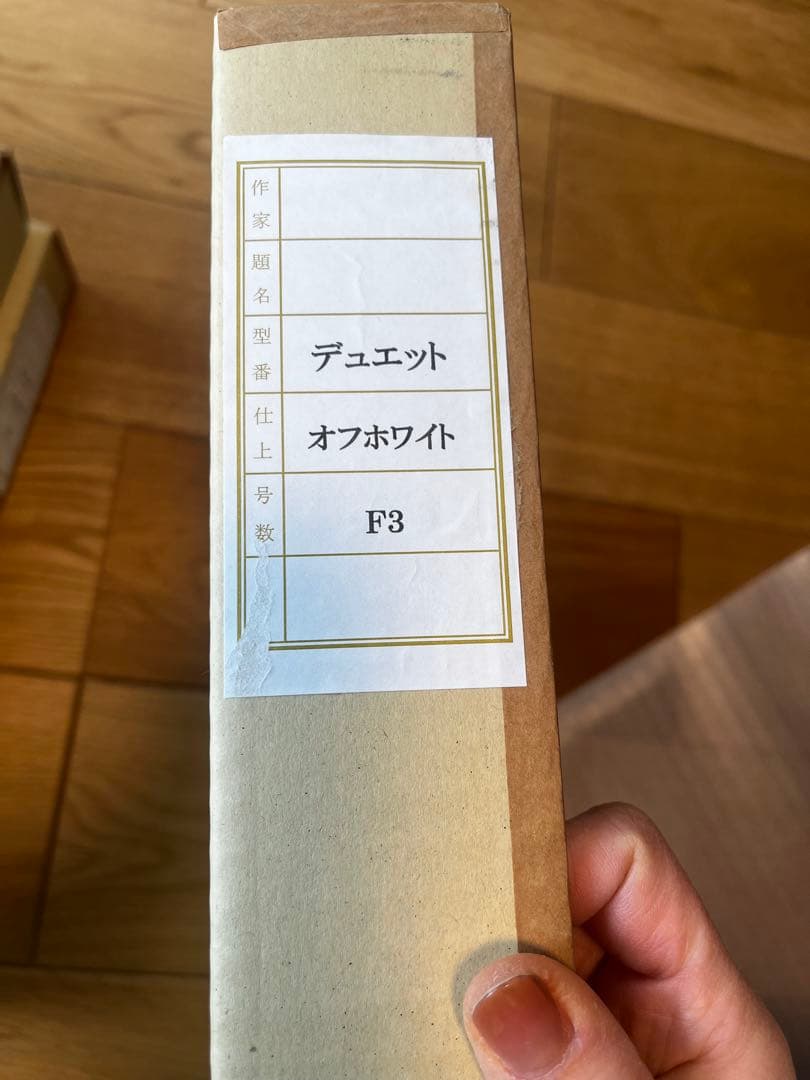 作家
題名
型番 デュエット
仕上 オフホワイト
号数 F3